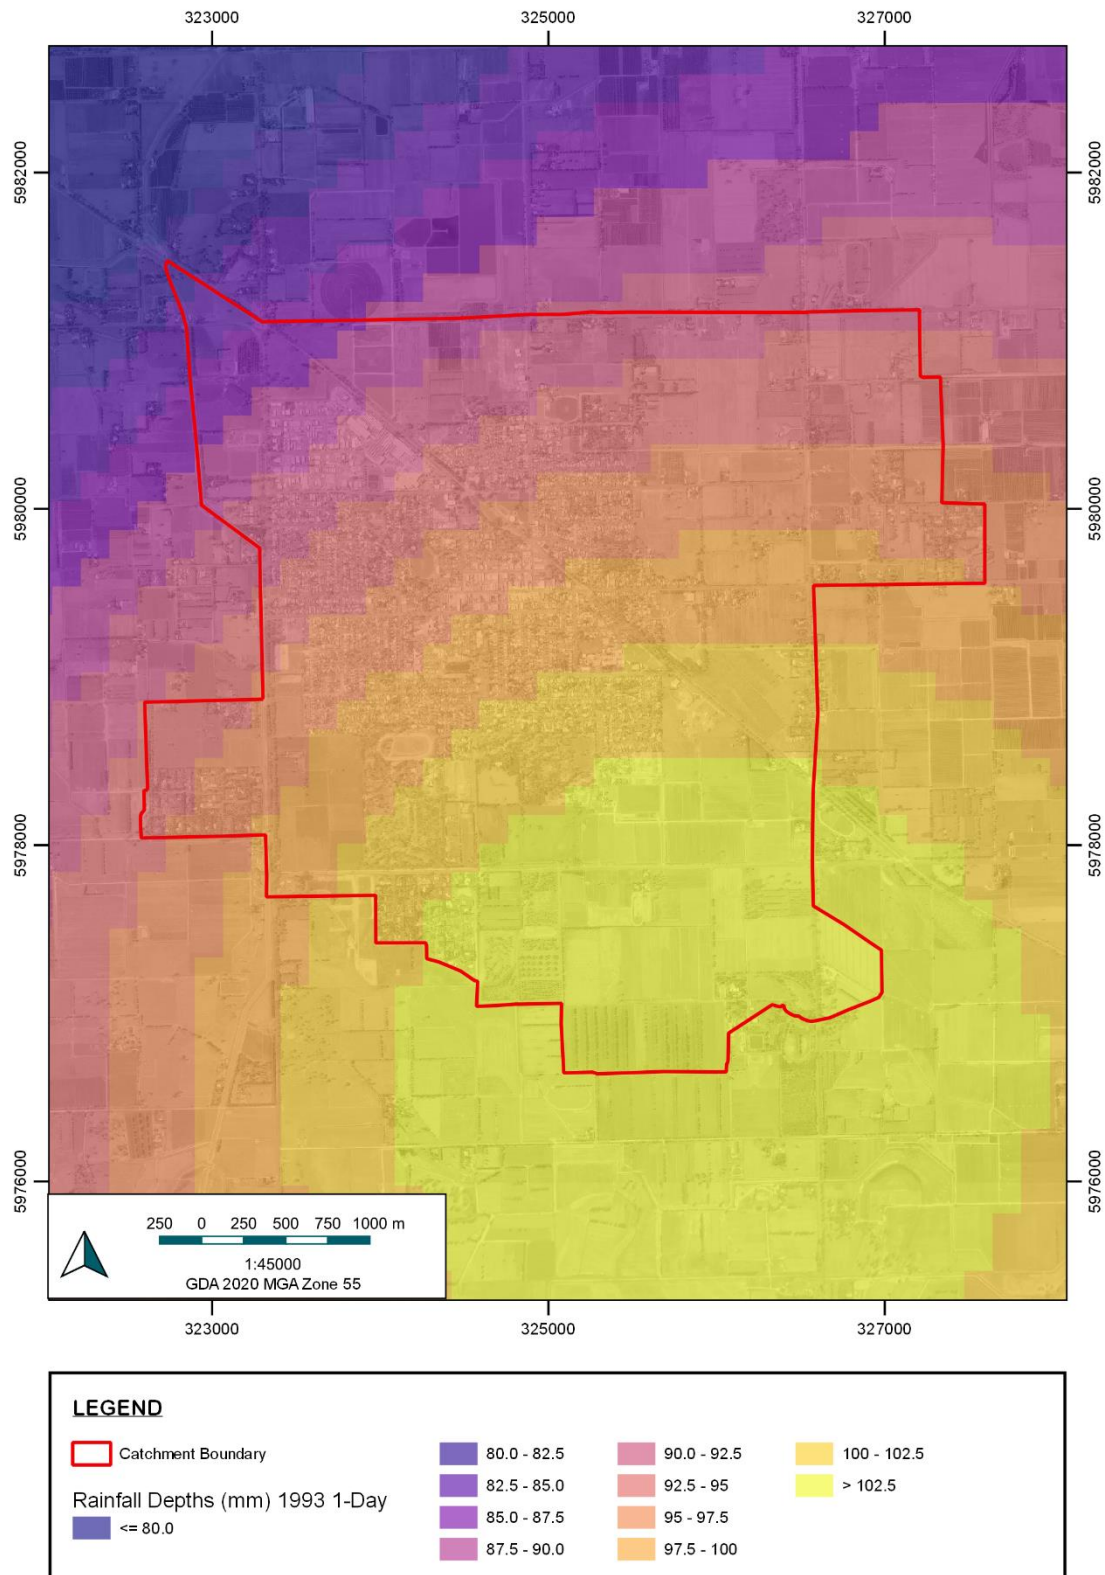 323000 325000 327000
5982000 5982000
5980000 5980000
5978000 5978000
5976000 5976000
250 0 250 500 750 1000 m
1:45000
GDA 2020 MGA Zone 55
323000 325000 327000
LEGEND
Catchment Boundary
Rainfall Depths (mm) 1993 1-Day
<= 80.0
80.0 - 82.5
82.5 - 85.0
85.0 - 87.5
87.5 - 90.0
90.0 - 92.5
92.5 - 95
95 - 97.5
97.5 - 100
100 - 102.5
> 102.5